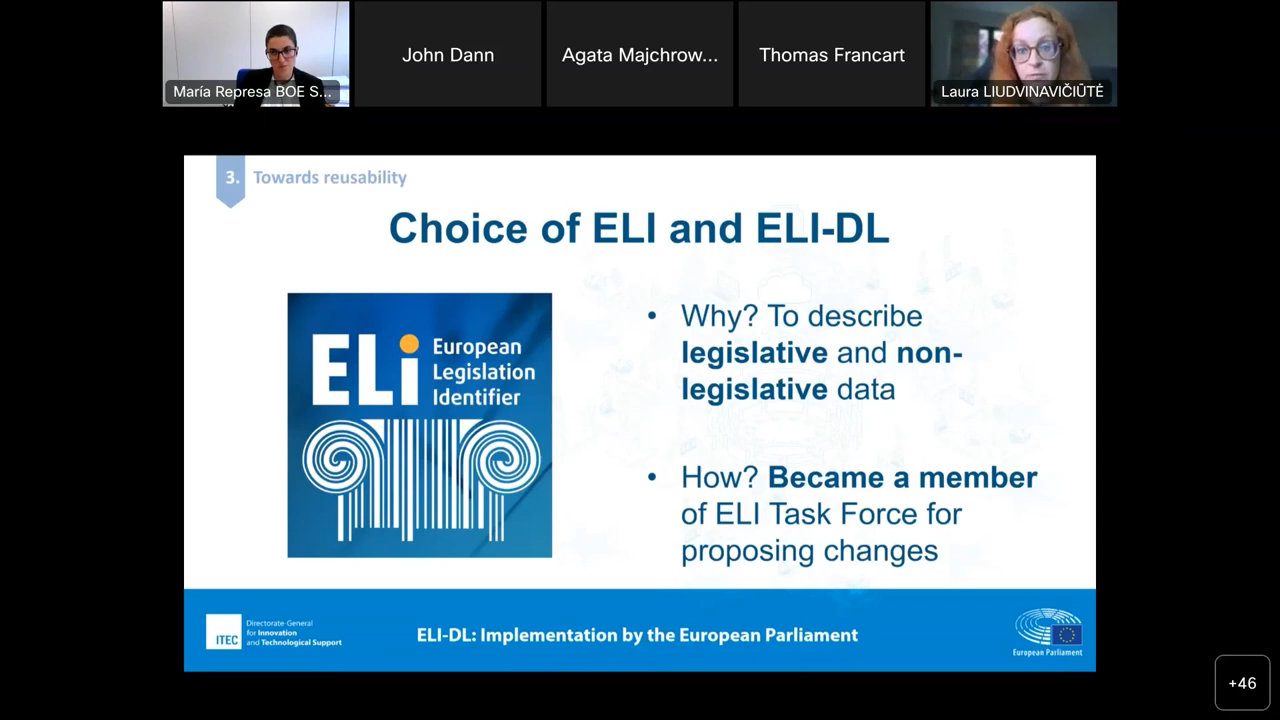 María Represa BOE S...
John Dann
Agata Majchrow...
Thomas Francart
Laura LIUDVINAVIČIŪTĖ
3. Towards reusability
Choice of ELI and ELI-DL
ELi European
Legislation
Identifier
• Why? To describe
legislative and non-
legislative data
• How? Became a member
of ELI Task Force for
proposing changes
ITEC
Directorate-General
for Innovation
and Technological Support
ELI-DL: Implementation by the European Parliament
European Parliament
+46